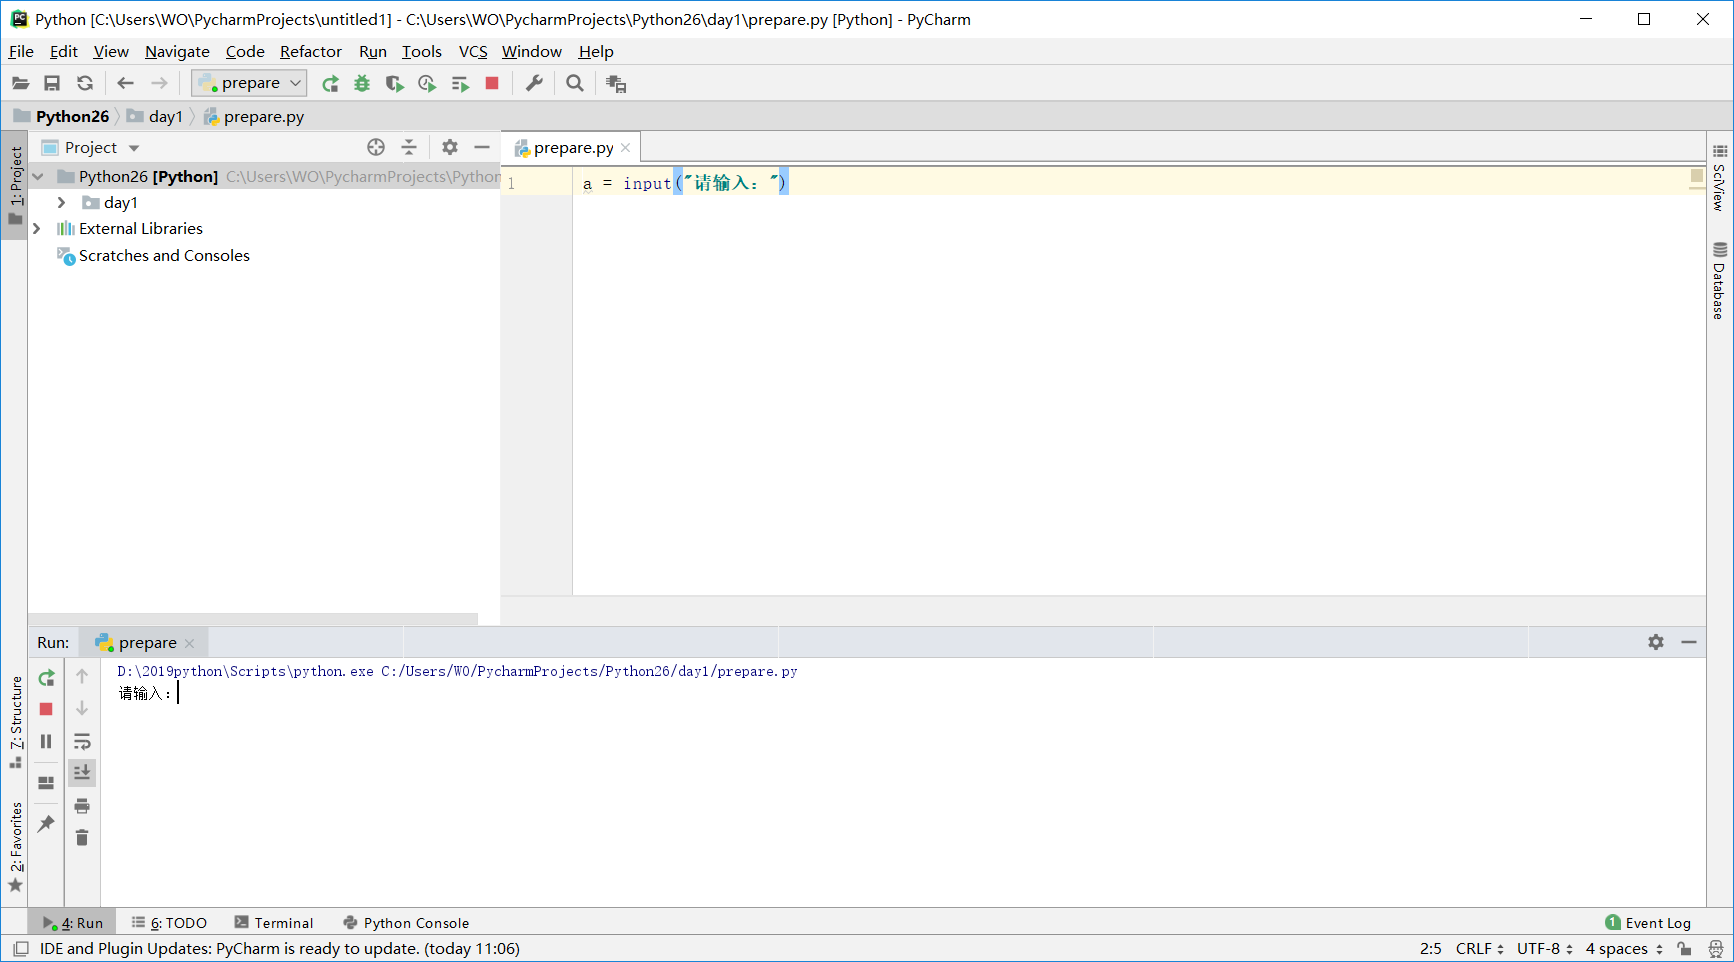 Python [C:\Users\WO\PycharmProjects\untitled1] - C:\Users\WO\PycharmProjects\Python26\day1\prepare.py [Python] - PyCharm
File Edit View Navigate Code Refactor Run Tools VCS Window Help
prepare
Python26 day1 prepare.py
1: Project
Project
prepare.py
Python26 [Python] C:\Users\WO\PycharmProjects\Python
day1
External Libraries
Scratches and Consoles
1 a = input("请输入：")
SciView
Database
Run: prepare
D:\2019python\Scripts\python.exe C:/Users/WO/PycharmProjects/Python26/day1/prepare.py
请输入：
7: Structure
2: Favorites
4: Run 6: TODO Terminal Python Console 1 Event Log
IDE and Plugin Updates: PyCharm is ready to update. (today 11:06) 2:5 CRLF UTF-8 4 spaces